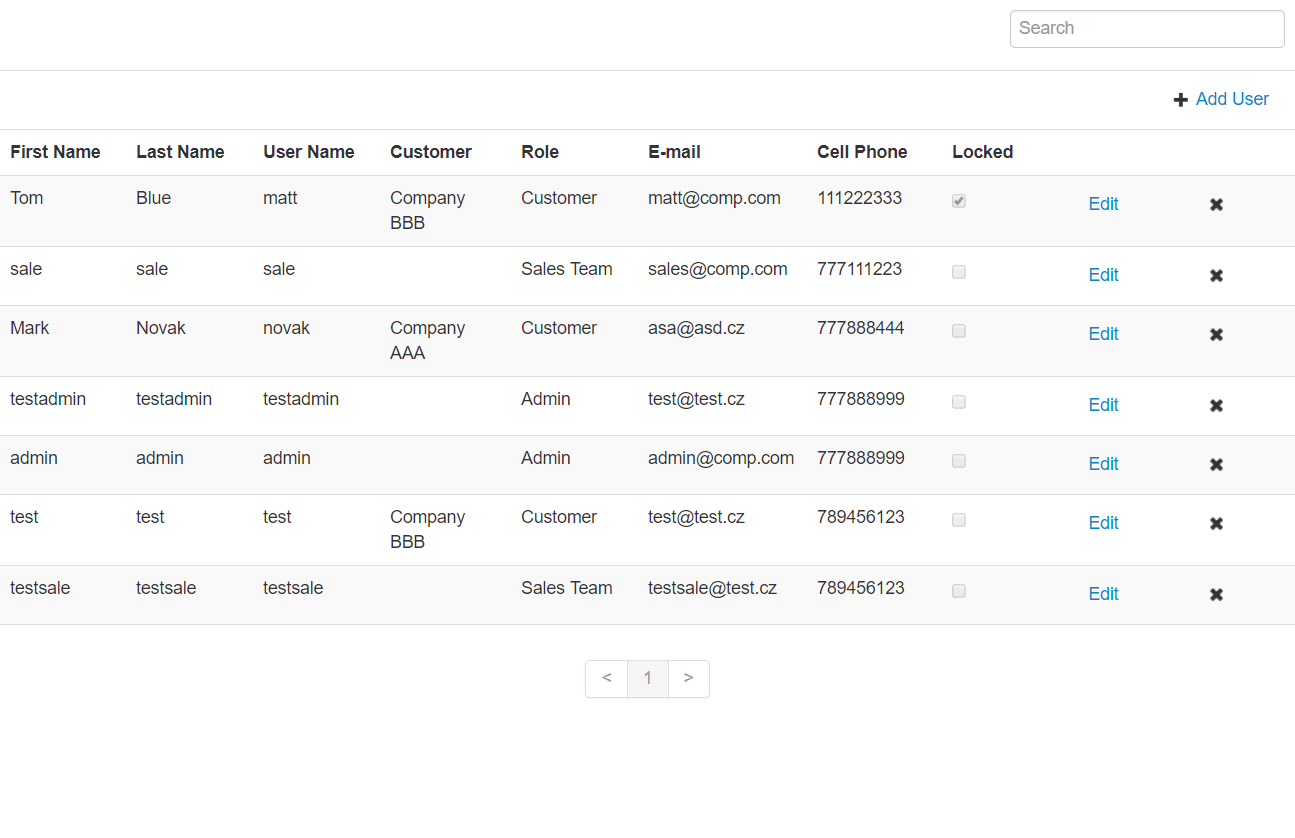 Search
Add User
First Name Last Name User Name Customer Role E-mail Cell Phone Locked
Tom Blue matt Company BBB Customer matt@comp.com 111222333 Edit
sale sale sale Sales Team sales@comp.com 777111223 Edit
Mark Novak novak Company AAA Customer asa@asd.cz 777888444 Edit
testadmin testadmin testadmin Admin test@test.cz 777888999 Edit
admin admin admin Admin admin@comp.com 777888999 Edit
test test test Company BBB Customer test@test.cz 789456123 Edit
testsale testsale testsale Sales Team testsale@test.cz 789456123 Edit
< 1 >